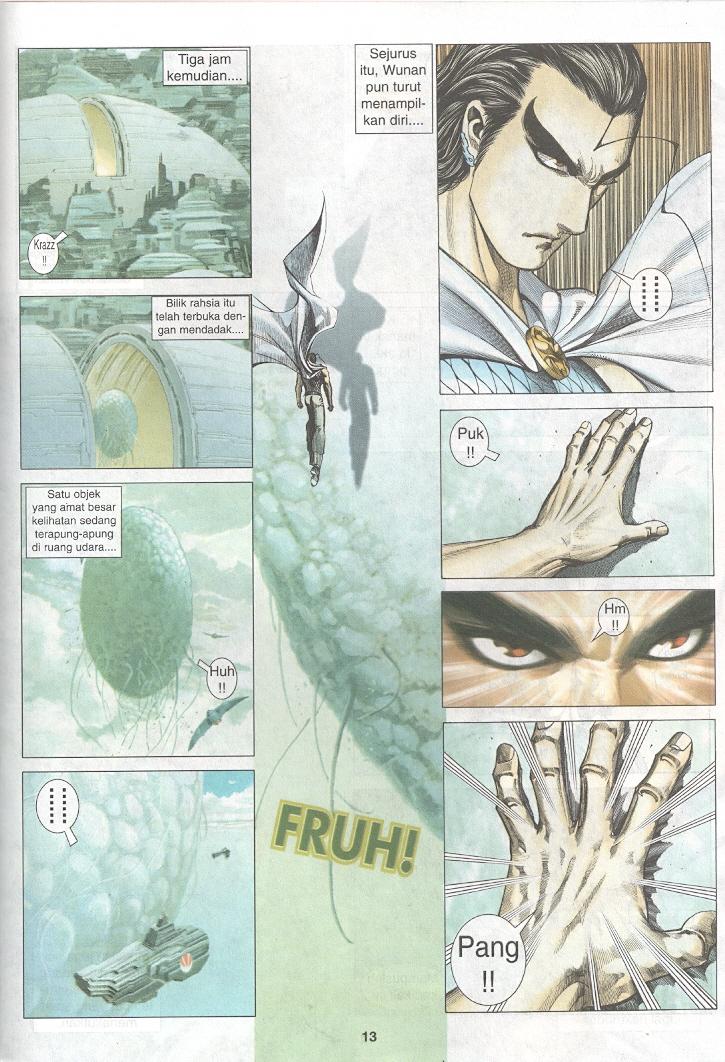 Tiga jam
kemudian....
Krazz
!!
Bilik rahsia itu
telah terbuka den-
gan mendadak....
Satu objek
yang amat besar
kelihatan sedang
terapung-apung
di ruang udara....
Huh
!!
FRUH!
Sejurus
itu, Wunan
pun turut
menampil-
kan diri....
Puk
!!
Hm
!!
Pang
!!
13